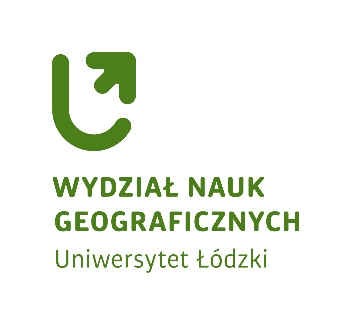 WYDZIAŁ NAUK
GEOGRAFICZNYCH
Uniwersytet Łódzki